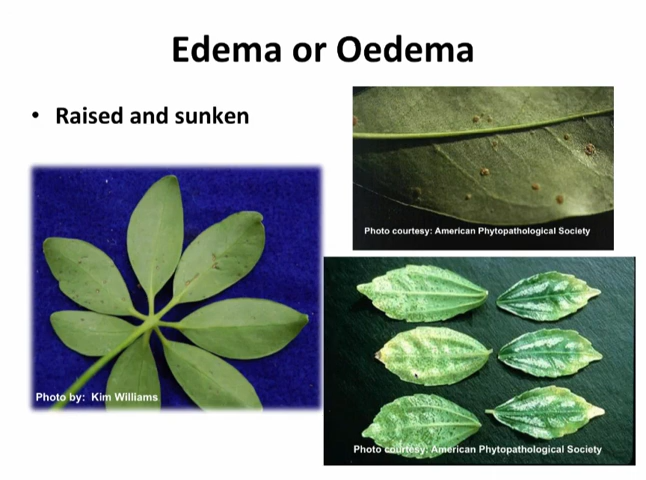 Edema or Oedema
• Raised and sunken
Photo courtesy: American Phytopathological Society
Photo by: Kim Williams
Photo courtesy: American Phytopathological Society